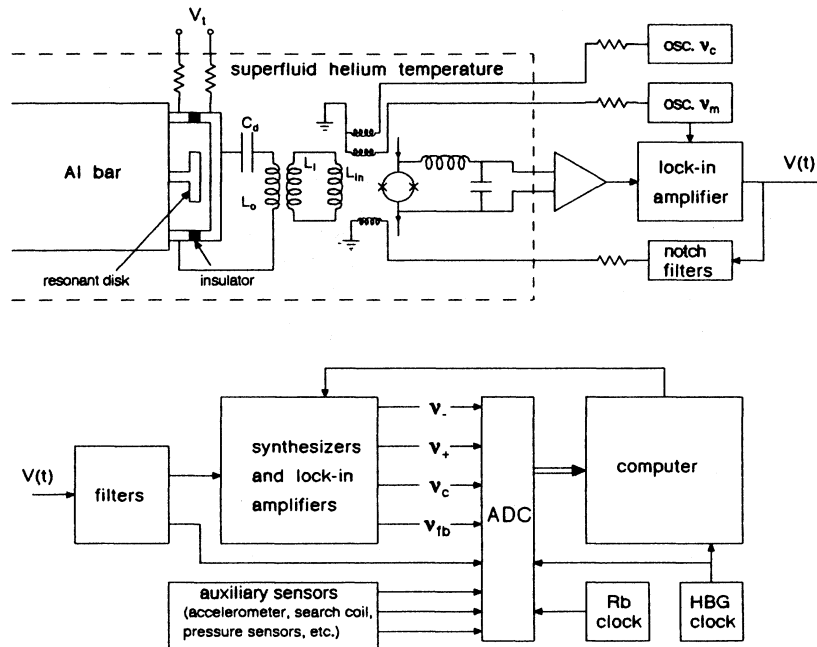 V_t
superfluid helium temperature
osc. ν_c
osc. ν_m
Al bar
C_d
L_o
L_i
L_in
lock-in
amplifier
V(t)
notch
filters
resonant disk
insulator
V(t)
filters
synthesizers
and lock-in
amplifiers
ν_-
ν_+
ν_c
ν_fb
ADC
computer
auxiliary sensors
(accelerometer, search coil,
pressure sensors, etc.)
Rb
clock
HBG
clock